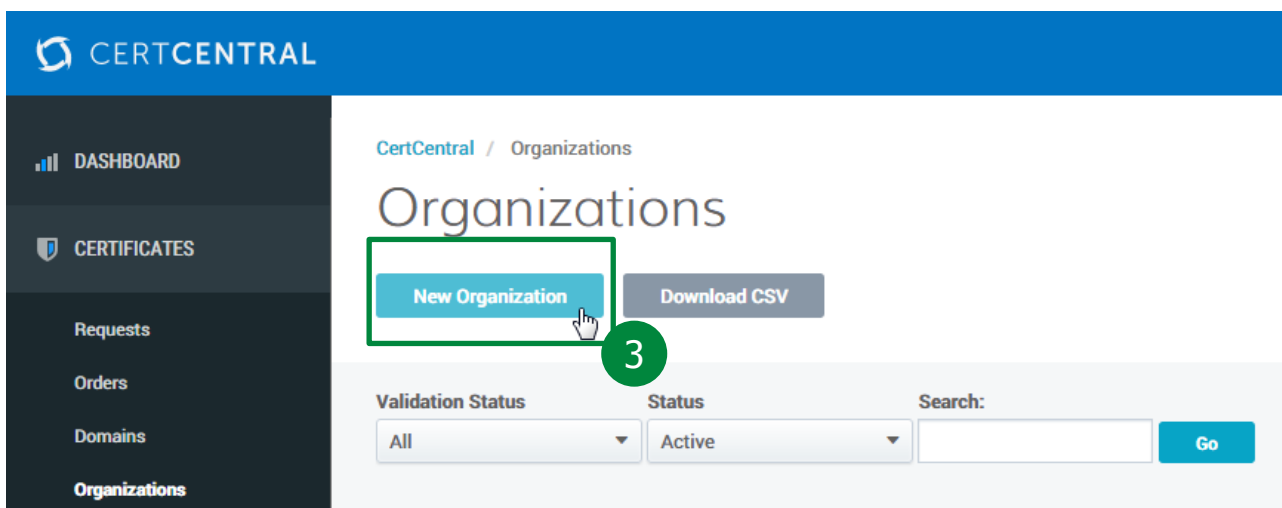 CERTCENTRAL
DASHBOARD
CERTIFICATES
Requests
Orders
Domains
Organizations
CertCentral / Organizations
Organizations
New Organization
Download CSV
3
Validation Status
Status
Search:
All
Active
Go